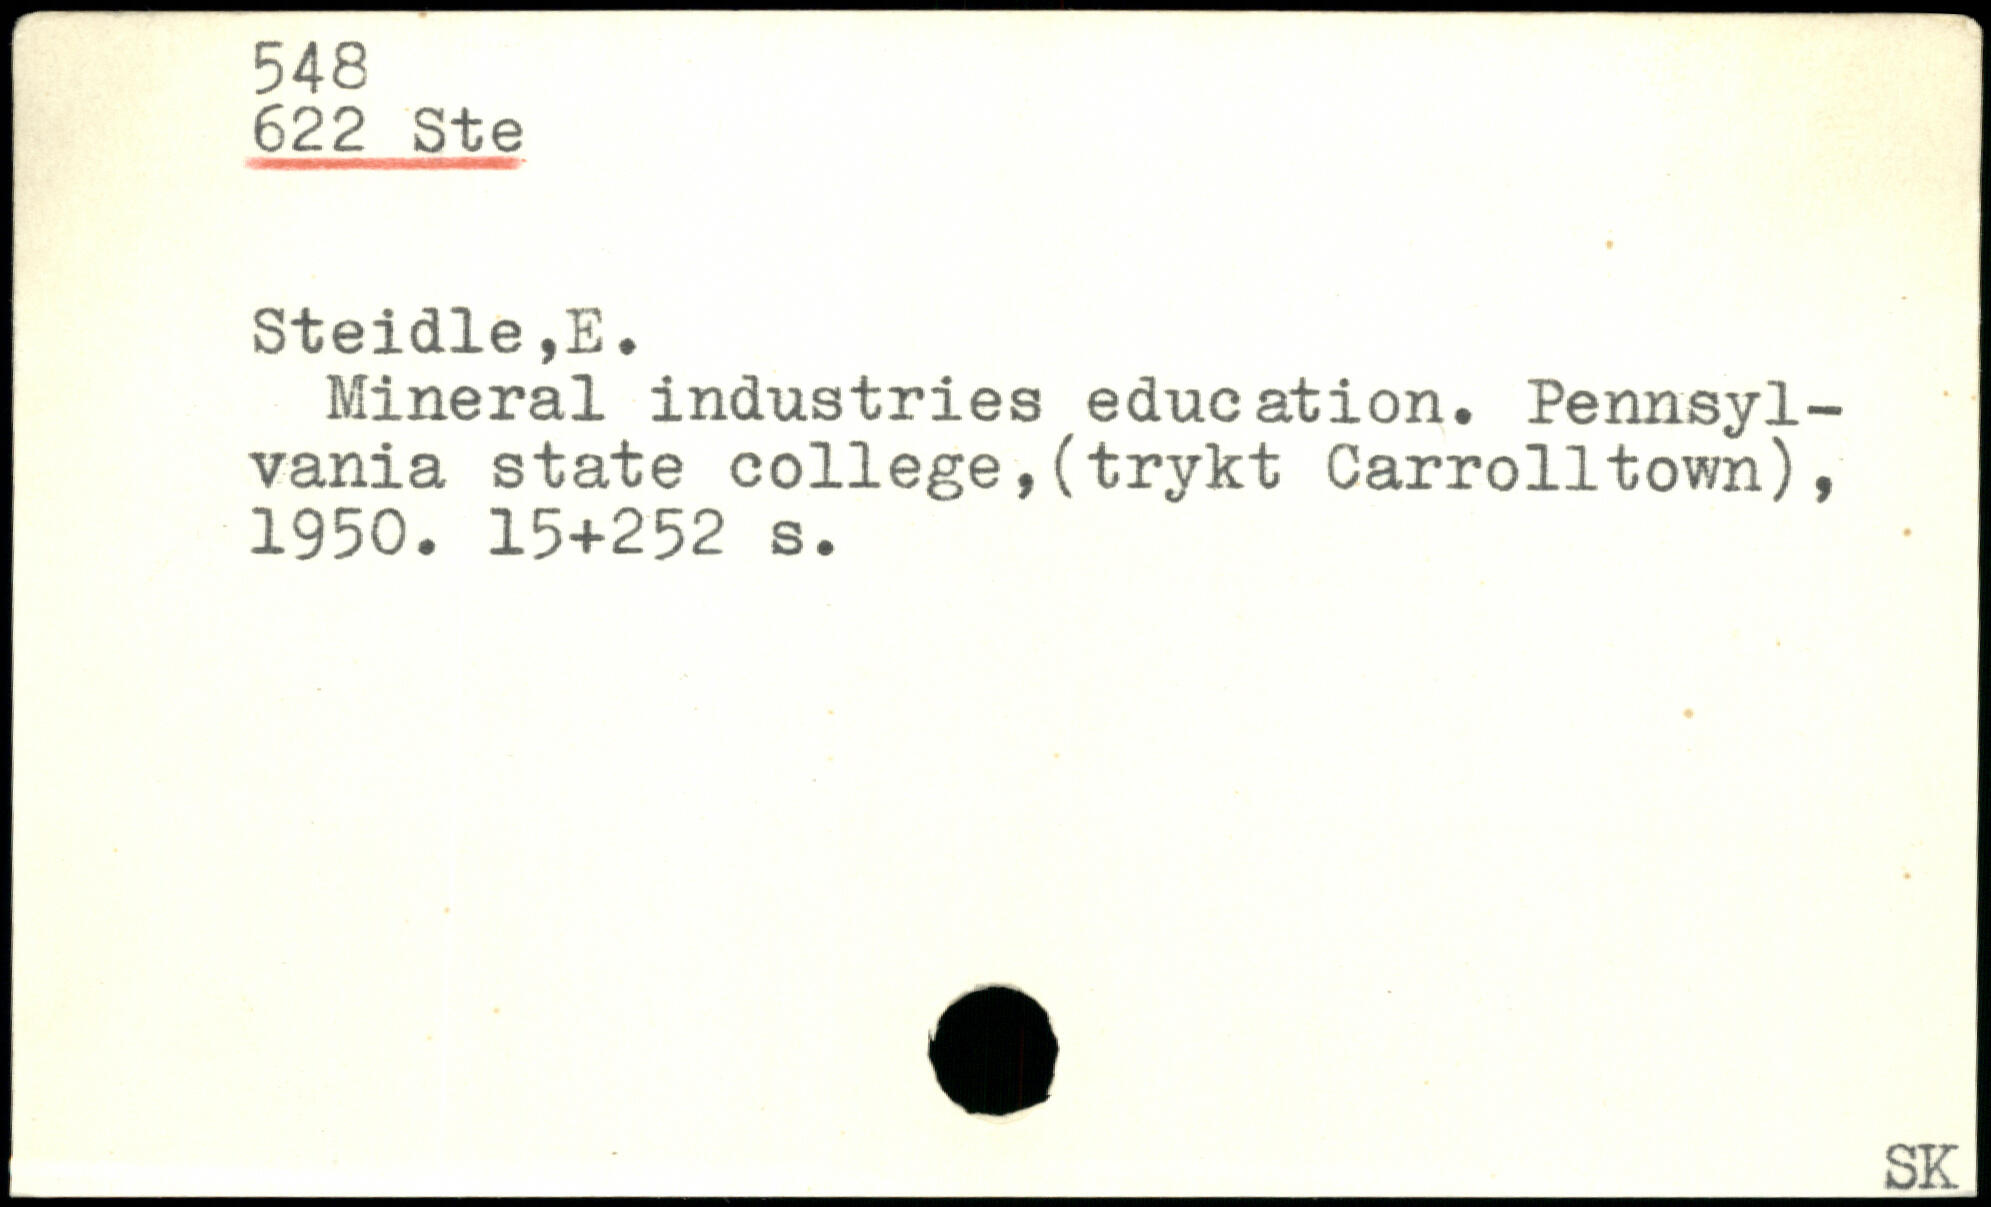 548
622 Ste
Steidle,E.
Mineral industries education. Pennsyl-
vania state college,(trykt Carrolltown),
1950. 15+252 s.
SK